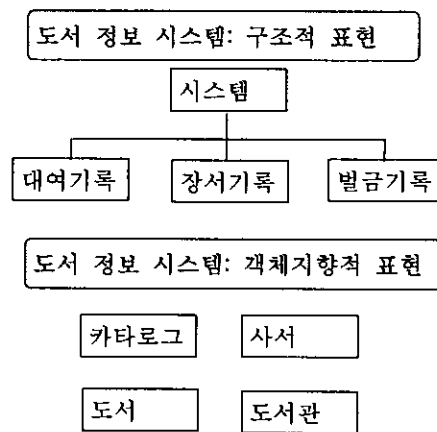 도서 정보 시스템: 구조적 표현
시스템
대여기록 장서기록 벌금기록
도서 정보 시스템: 객체지향적 표현
카타로그 사서
도서 도서관